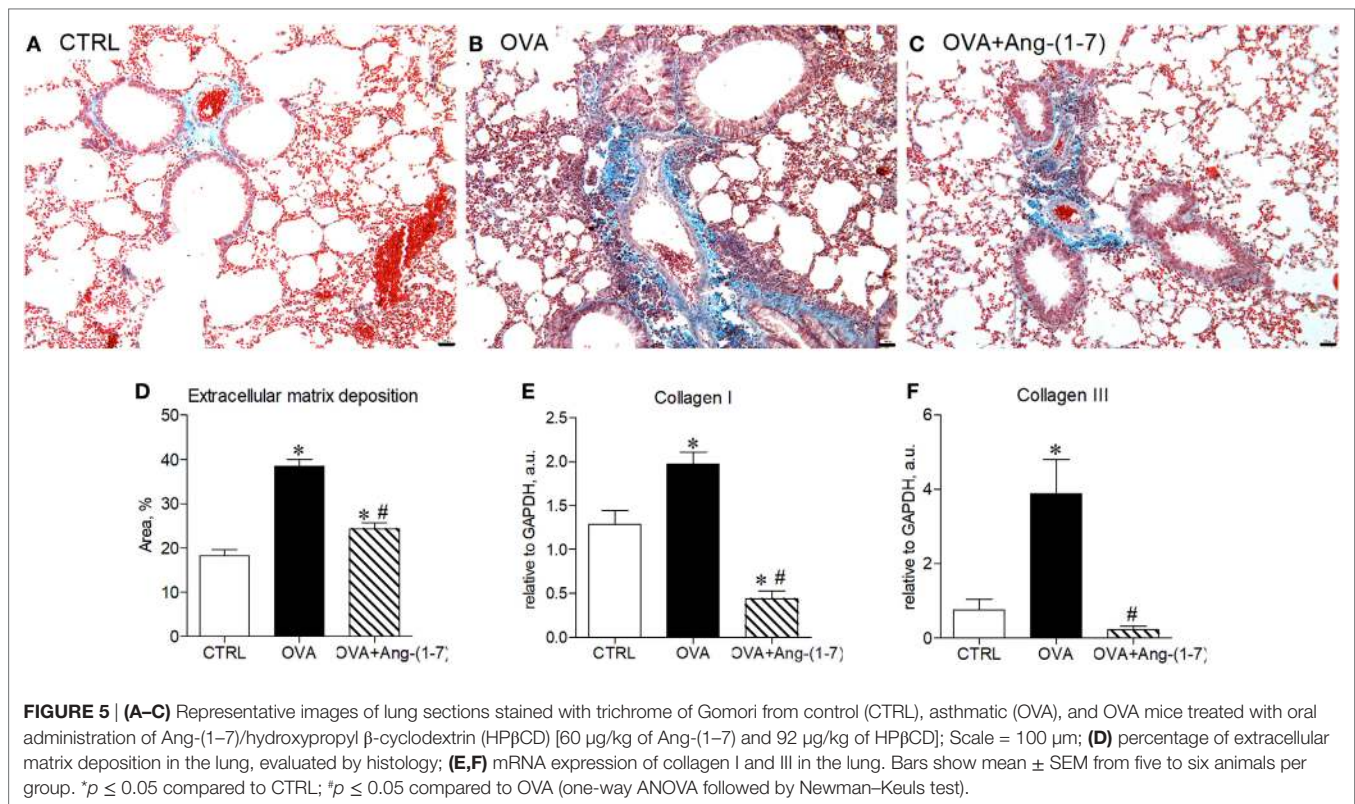 A CTRL
B OVA
C OVA+Ang-(1-7)
D
Extracellular matrix deposition
Area, %
50
40
30
20
10
0
*
* #
CTRL OVA OVA+Ang-(1-7)
E
Collagen I
relative to GAPDH, a.u.
2.5
2.0
1.5
1.0
0.5
0.0
*
* #
CTRL OVA OVA+Ang-(1-7)
F
Collagen III
relative to GAPDH, a.u.
6
4
2
0
*
#
CTRL OVA OVA+Ang-(1-7)
FIGURE 5 | (A–C) Representative images of lung sections stained with trichrome of Gomori from control (CTRL), asthmatic (OVA), and OVA mice treated with oral
administration of Ang-(1–7)/hydroxypropyl β-cyclodextrin (HPβCD) [60 µg/kg of Ang-(1–7) and 92 µg/kg of HPβCD]; Scale = 100 µm; (D) percentage of extracellular
matrix deposition in the lung, evaluated by histology; (E,F) mRNA expression of collagen I and III in the lung. Bars show mean ± SEM from five to six animals per
group. *p ≤ 0.05 compared to CTRL; #p ≤ 0.05 compared to OVA (one-way ANOVA followed by Newman–Keuls test).